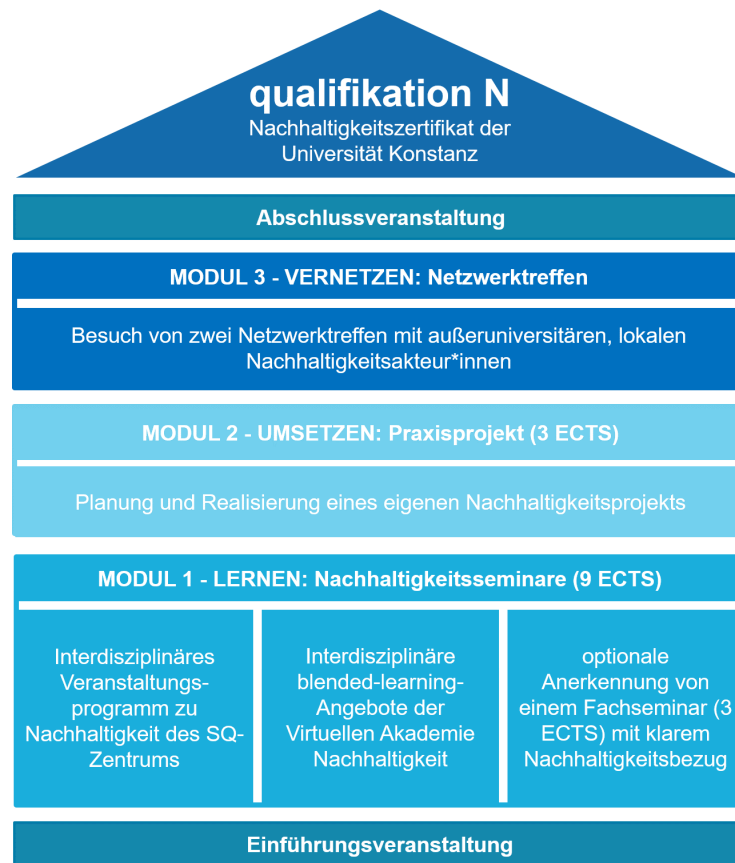 qualifikation N
Nachhaltigkeitszertifikat der
Universität Konstanz
Abschlussveranstaltung
MODUL 3 - VERNETZEN: Netzwerktreffen
Besuch von zwei Netzwerktreffen mit außeruniversitären, lokalen
Nachhaltigkeitsakteur*innen
MODUL 2 - UMSETZEN: Praxisprojekt (3 ECTS)
Planung und Realisierung eines eigenen Nachhaltigkeitsprojekts
MODUL 1 - LERNEN: Nachhaltigkeitsseminare (9 ECTS)
Interdisziplinäres
Veranstaltungs-
programm zu
Nachhaltigkeit des SQ-
Zentrums
Interdisziplinäre
blended-learning-
Angebote der
Virtuellen Akademie
Nachhaltigkeit
optionale
Anerkennung von
einem Fachseminar (3
ECTS) mit klarem
Nachhaltigkeitsbezug
Einführungsveranstaltung